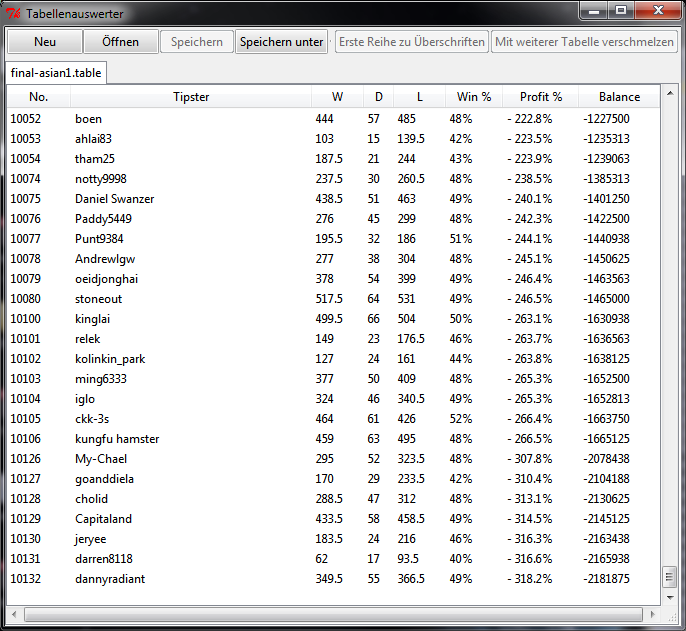 Tabellenauswerter
Neu Öffnen Speichern Speichern unter Erste Reihe zu Überschriften Mit weiterer Tabelle verschmelzen
final-asian1.table
No. Tipster W D L Win % Profit % Balance
10052 boen 444 57 485 48% - 222.8% -1227500
10053 ahlai83 103 15 139.5 42% - 223.5% -1235313
10054 tham25 187.5 21 244 43% - 223.9% -1239063
10074 notty9998 237.5 30 260.5 48% - 238.5% -1385313
10075 Daniel Swanzer 438.5 51 463 49% - 240.1% -1401250
10076 Paddy5449 276 45 299 48% - 242.3% -1422500
10077 Punt9384 195.5 32 186 51% - 244.1% -1440938
10078 Andrewlgw 277 38 304 48% - 245.1% -1450625
10079 oeidjonghai 378 54 399 49% - 246.4% -1463563
10080 stoneout 517.5 64 531 49% - 246.5% -1465000
10100 kinglai 499.5 66 504 50% - 263.1% -1630938
10101 relek 149 23 176.5 46% - 263.7% -1636563
10102 kolinkin_park 127 24 161 44% - 263.8% -1638125
10103 ming6333 377 50 409 48% - 265.3% -1652500
10104 iglo 324 46 340.5 49% - 265.3% -1652813
10105 ckk-3s 464 61 426 52% - 266.4% -1663750
10106 kungfu hamster 459 63 495 48% - 266.5% -1665125
10126 My-Chael 295 52 323.5 48% - 307.8% -2078438
10127 goanddiela 170 29 233.5 42% - 310.4% -2104188
10128 cholid 288.5 47 312 48% - 313.1% -2130625
10129 Capitaland 433.5 58 458.5 49% - 314.5% -2145125
10130 jeryee 183.5 24 216 46% - 316.3% -2163438
10131 darren8118 62 17 93.5 40% - 316.6% -2165938
10132 dannyradiant 349.5 55 366.5 49% - 318.2% -2181875